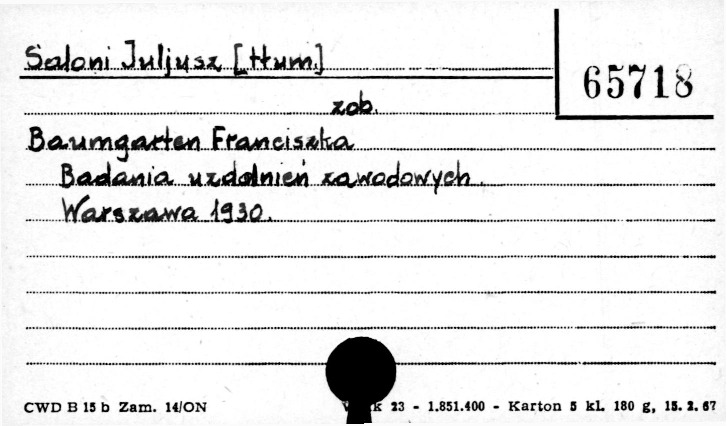 Saloni Juljusz [tłum.]
65718
zob.
Baumgarten Franciszka
Badania uzdolnień zawodowych.
Warszawa 1930.
CWD B 15 b Zam. 14/ON
23 - 1.851.400 - Karton 5 kl. 180 g, 15. 2. 67